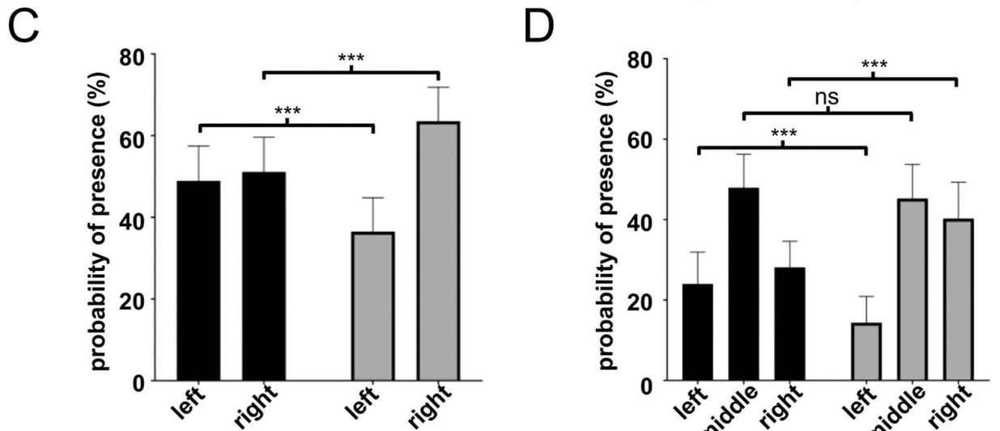 C
80
60
40
20
0
probability of presence (%)
***
***
left
right
left
right
D
80
60
40
20
0
probability of presence (%)
***
ns
***
left
middle
right
left
middle
right